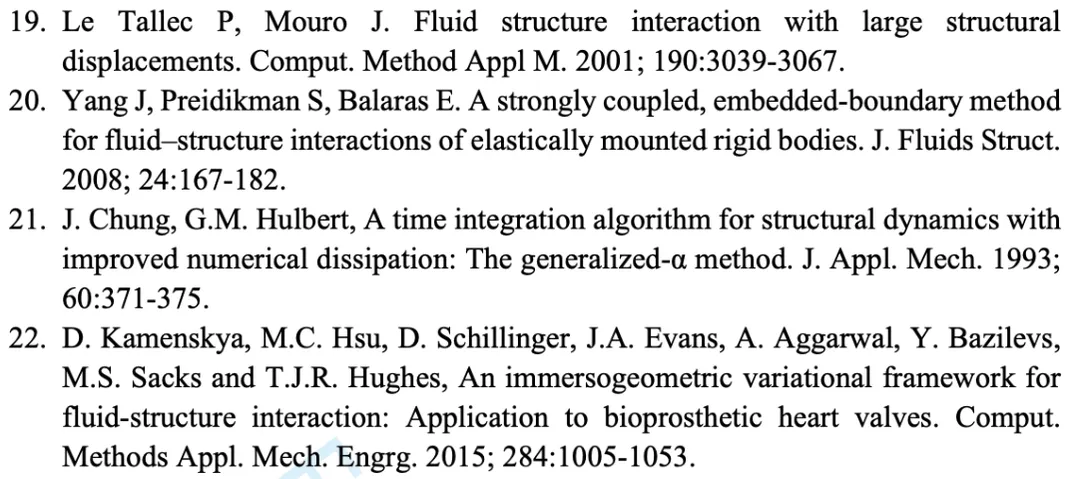 19. Le Tallec P, Mouro J. Fluid structure interaction with large structural
displacements. Comput. Method Appl M. 2001; 190:3039-3067.
20. Yang J, Preidikman S, Balaras E. A strongly coupled, embedded-boundary method
for fluid–structure interactions of elastically mounted rigid bodies. J. Fluids Struct.
2008; 24:167-182.
21. J. Chung, G.M. Hulbert, A time integration algorithm for structural dynamics with
improved numerical dissipation: The generalized-α method. J. Appl. Mech. 1993;
60:371-375.
22. D. Kamenskya, M.C. Hsu, D. Schillinger, J.A. Evans, A. Aggarwal, Y. Bazilevs,
M.S. Sacks and T.J.R. Hughes, An immersogeometric variational framework for
fluid-structure interaction: Application to bioprosthetic heart valves. Comput.
Methods Appl. Mech. Engrg. 2015; 284:1005-1053.